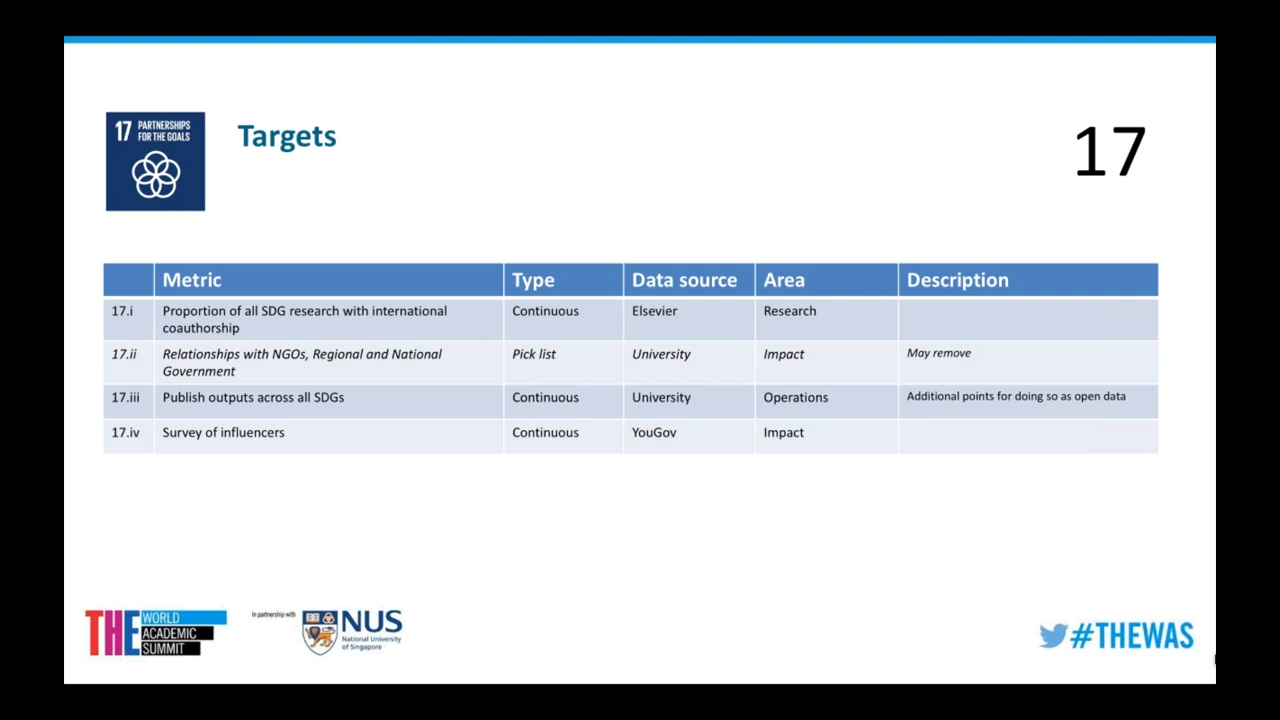 17 PARTNERSHIPS
FOR THE GOALS
Targets
17
Metric Type Data source Area Description
17.i Proportion of all SDG research with international Continuous Elsevier Research
coauthorship
17.ii Relationships with NGOs, Regional and National Pick list University Impact May remove
Government
17.iii Publish outputs across all SDGs Continuous University Operations Additional points for doing so as open data
17.iv Survey of influencers Continuous YouGov Impact
THE WORLD
ACADEMIC
SUMMIT
In partnership with
NUS
National University
of Singapore
#THEWAS